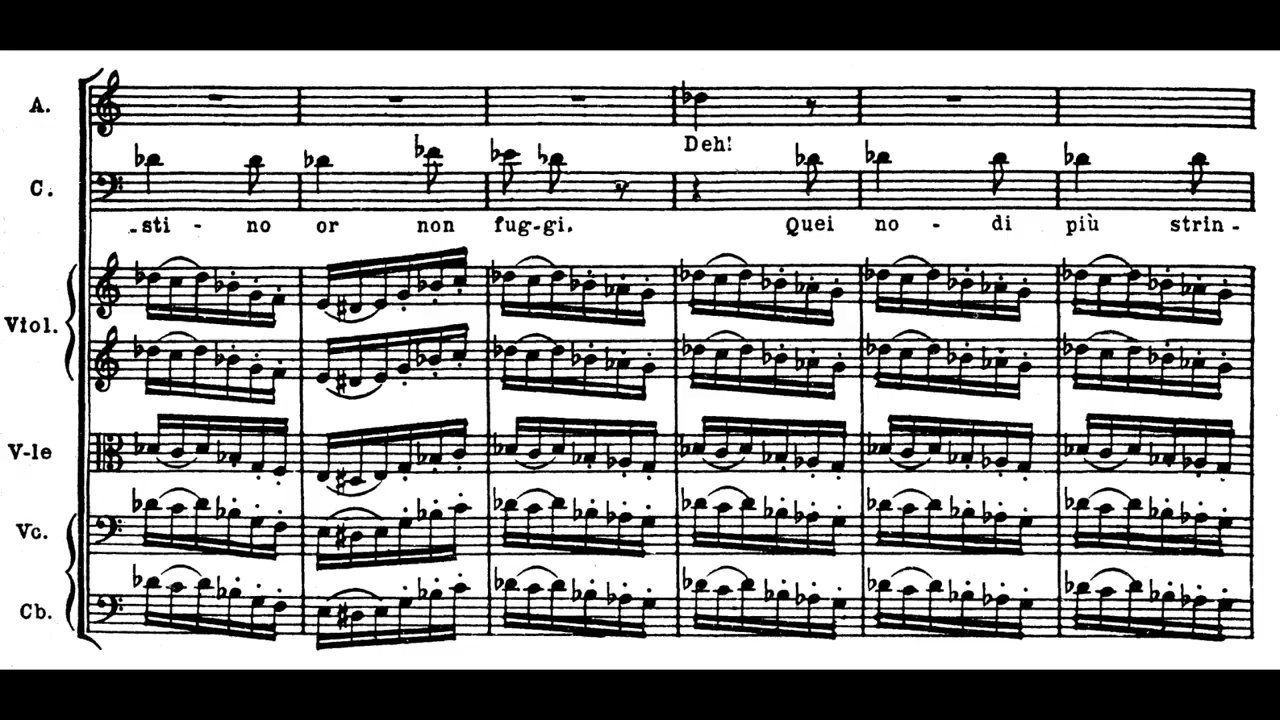 A.
Deh!
C.
-sti - no or non fug-gi. Quei no - di più strin-
Viol.
V-le
Vc.
Cb.